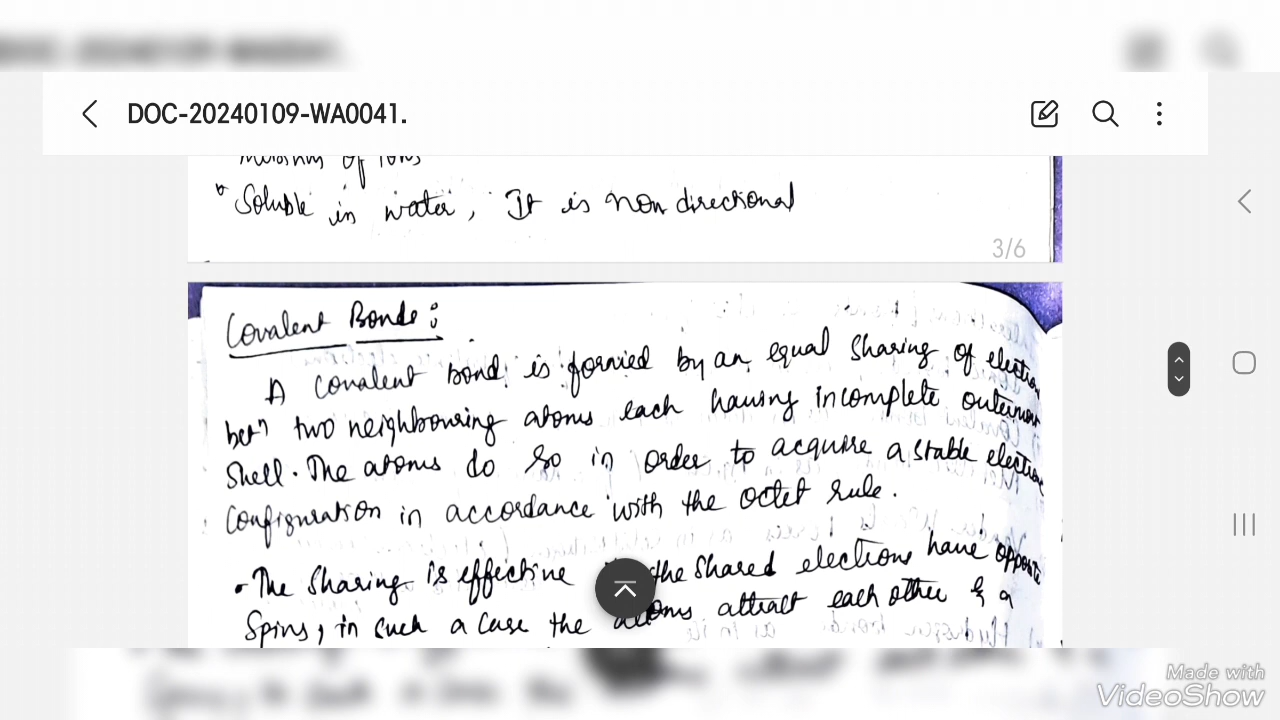 DOC-20240109-WA0041.
of ions
Soluble in water, It is non directional
3/6
Covalent Bonds:
A covalent bond is formed by an equal sharing of electron
betn two neighbouring atoms each having incomplete outermost
shell. The atoms do so in order to acquire a stable electron
configuration in accordance with the octet rule.
The sharing is effective the shared electrons have opposite
spins, in such a case the atoms attract each other & a
Made with
VideoShow